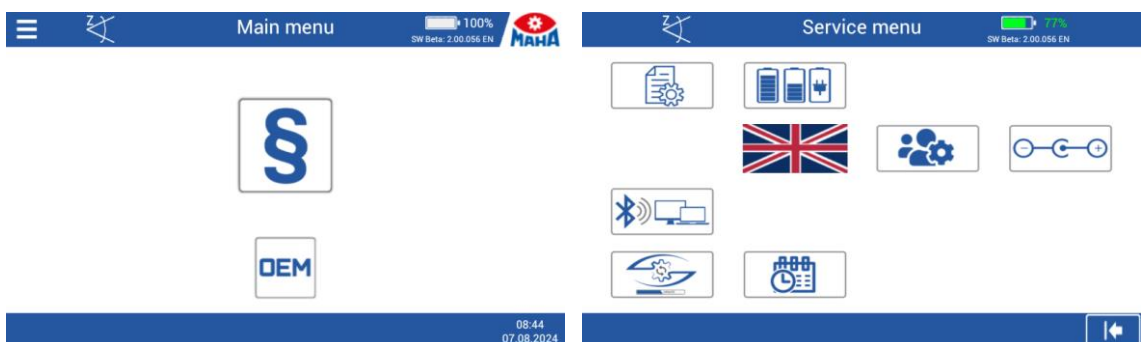 Z
Main menu
100%
SW Beta: 2.00.056 EN
MAHA
§
OEM
08:44
07.08.2024
Z
Service menu
77%
SW Beta: 2.00.056 EN